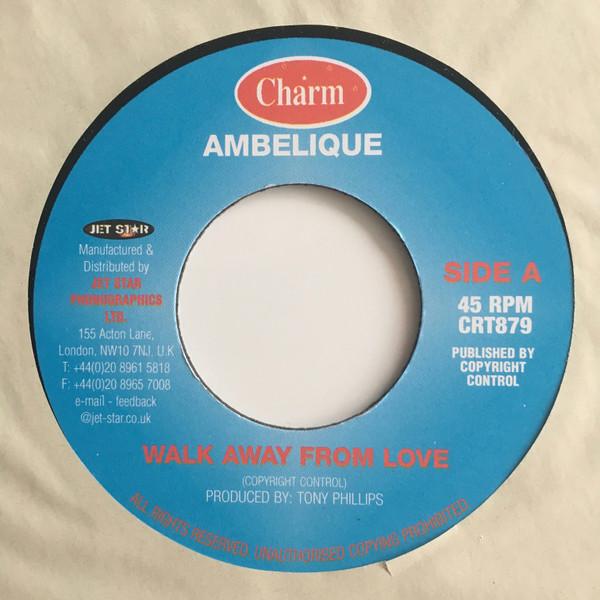 Charm
AMBELIQUE
JET STAR
Manufactured &
Distributed by
JET STAR
PHONOGRAPHICS
LTD.
155 Acton Lane,
London, NW10 7NJ, U.K
T: +44(0)20 8961 5818
F: +44(0)20 8965 7008
e-mail - feedback
@jet-star.co.uk
SIDE A
45 RPM
CRT879
PUBLISHED BY
COPYRIGHT
CONTROL
WALK AWAY FROM LOVE
(COPYRIGHT CONTROL)
PRODUCED BY: TONY PHILLIPS
ALL RIGHTS RESERVED. UNAUTHORISED COPYING PROHIBITED.